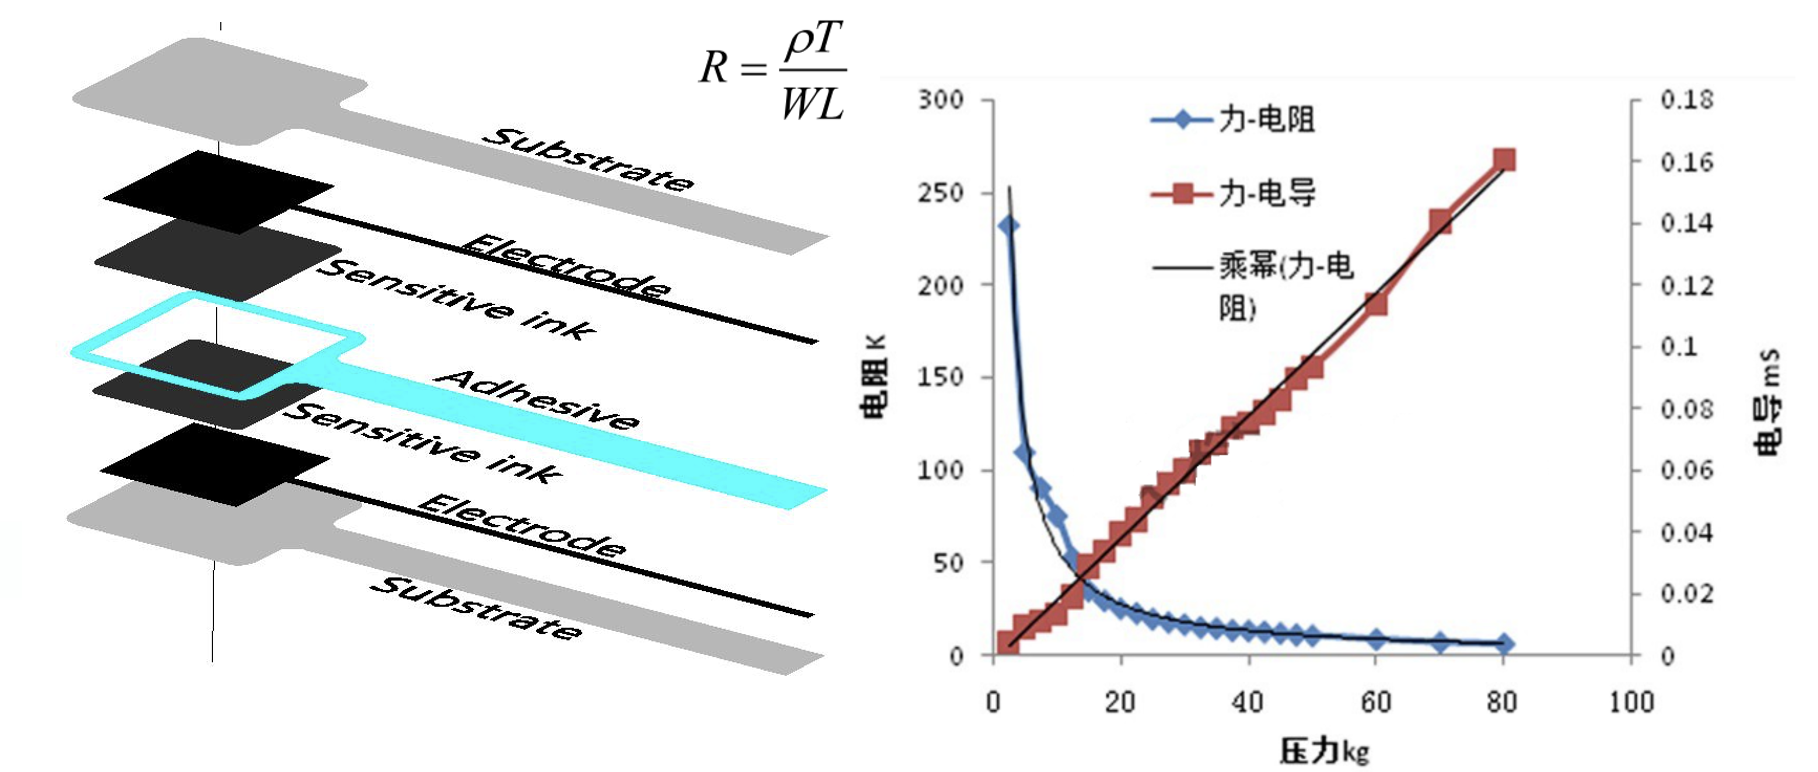 R = ρT / WL
Substrate
Electrode
Sensitive ink
Adhesive
Sensitive ink
Electrode
Substrate
力-电阻
力-电导
乘幂(力-电
阻)
300
250
200
150
100
50
0
电阻 K
0.18
0.16
0.14
0.12
0.1
0.08
0.06
0.04
0.02
0
电导 mS
0 20 40 60 80 100
压力kg